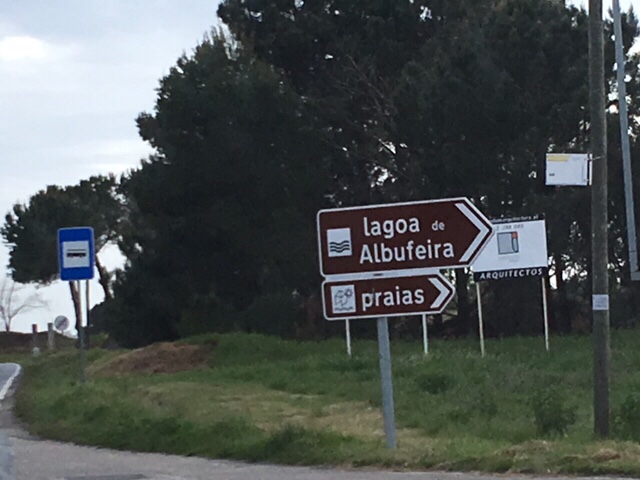 lagoa de
Albufeira
praias
ARQUITECTOS